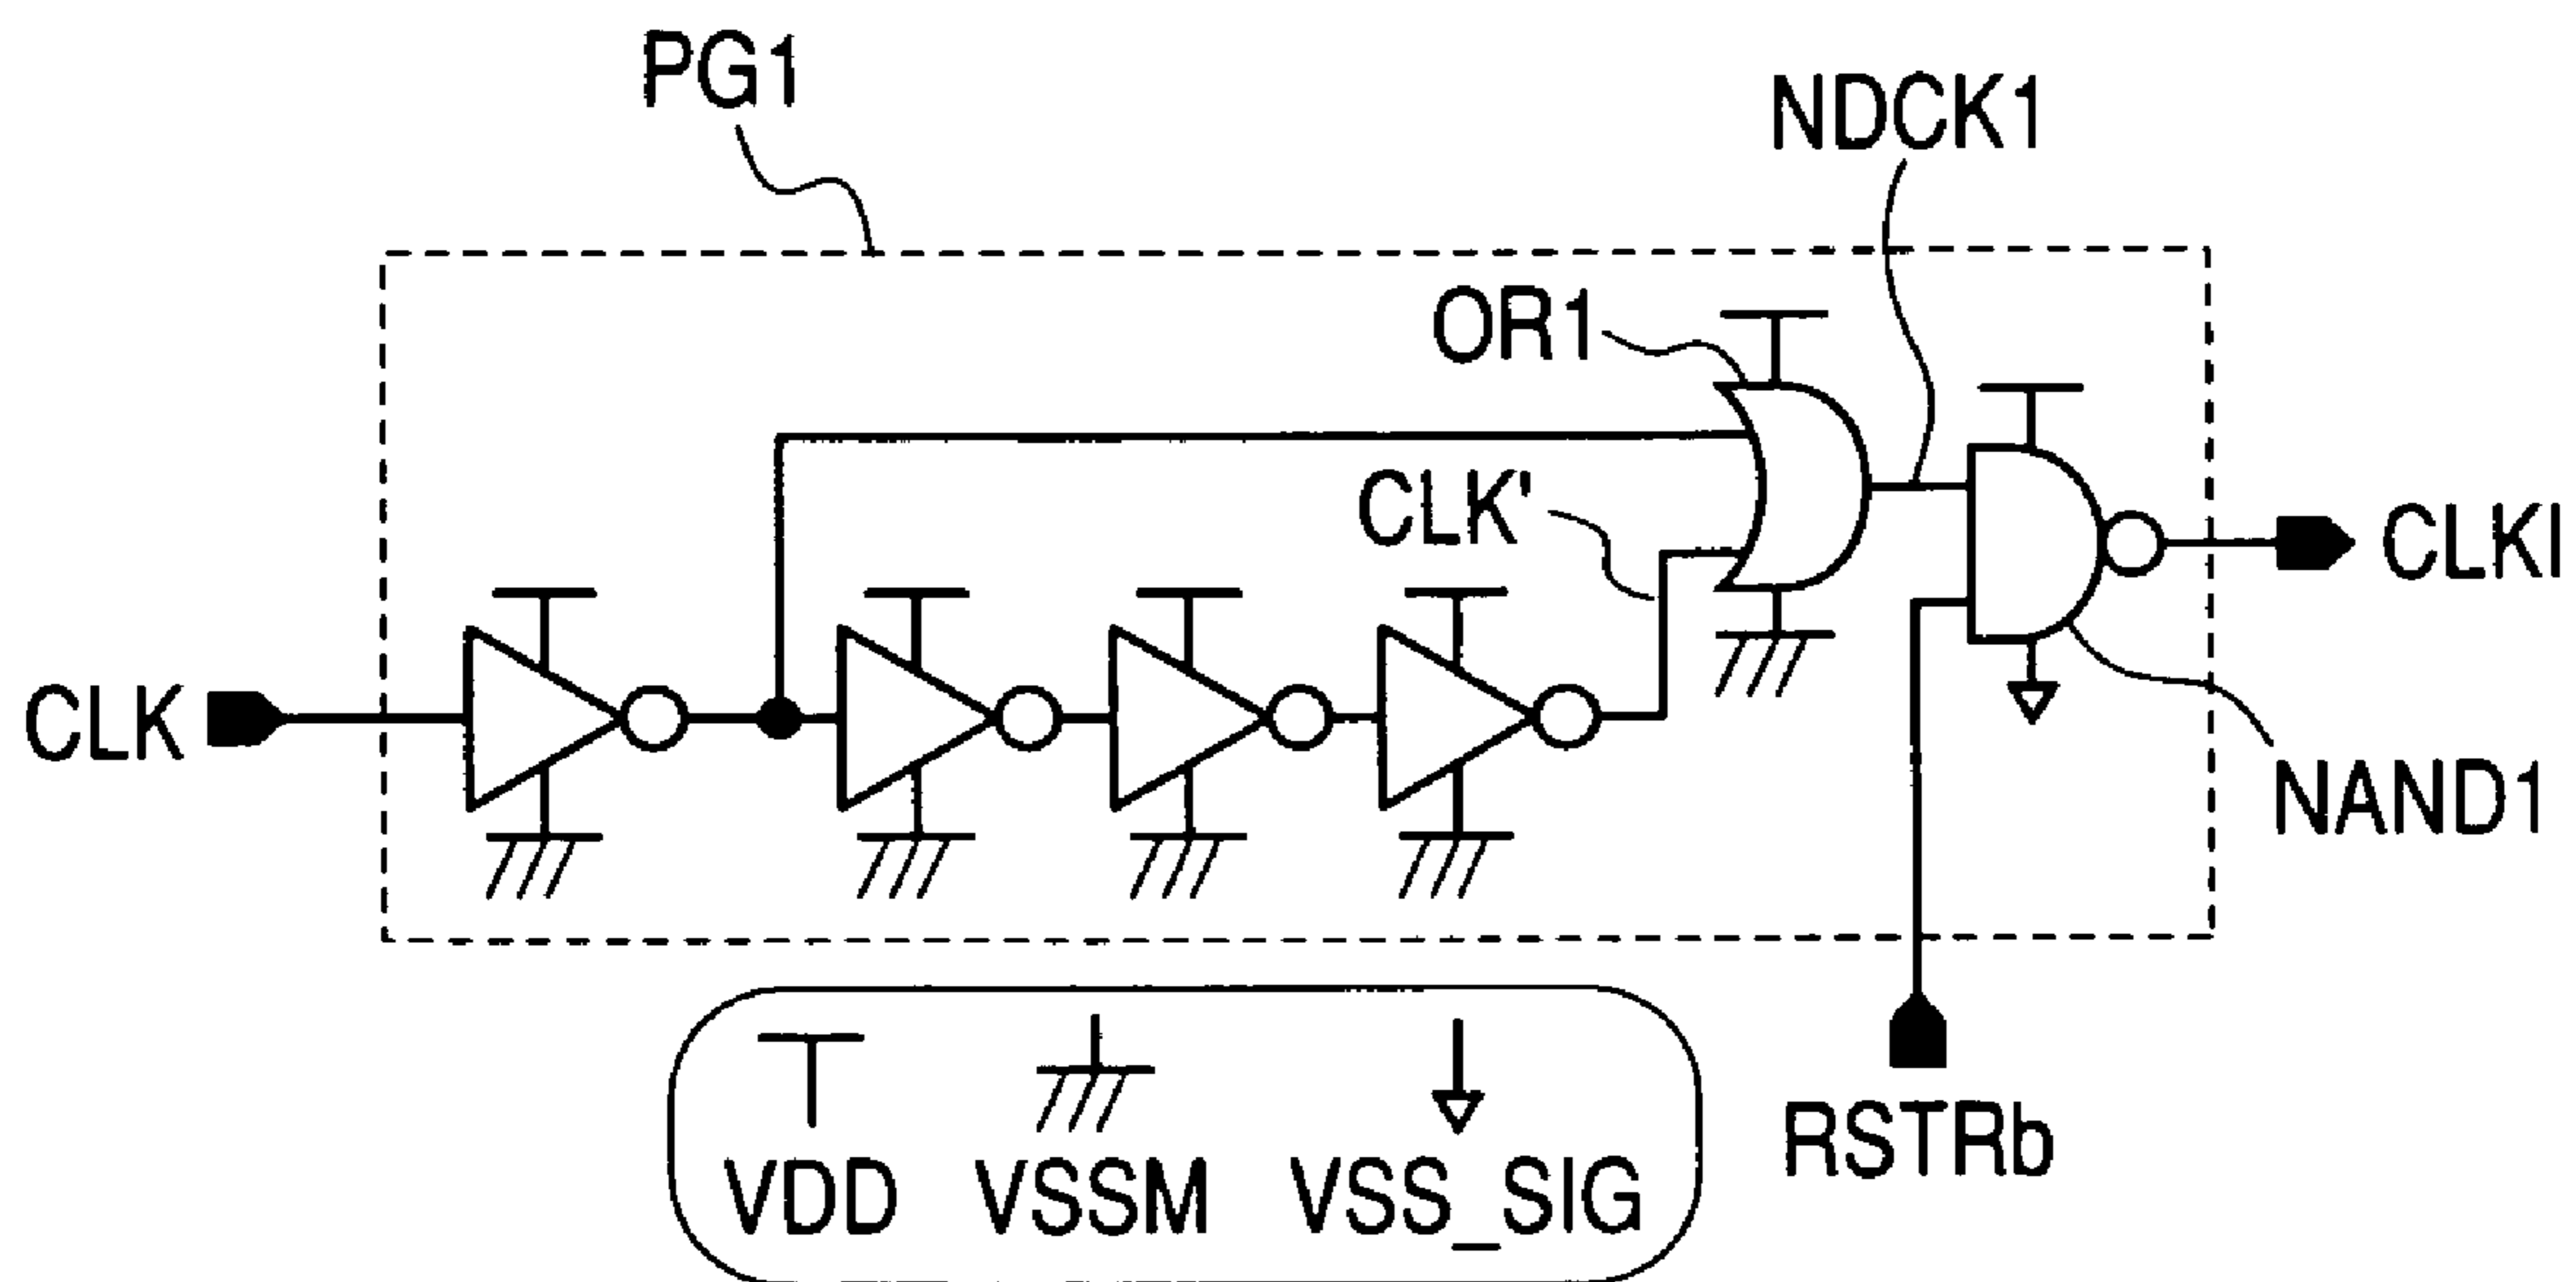 PG1
NDCK1
OR1
CLK'
CLKI
CLK
NAND1
RSTRb
VDD VSSM VSS_SIG